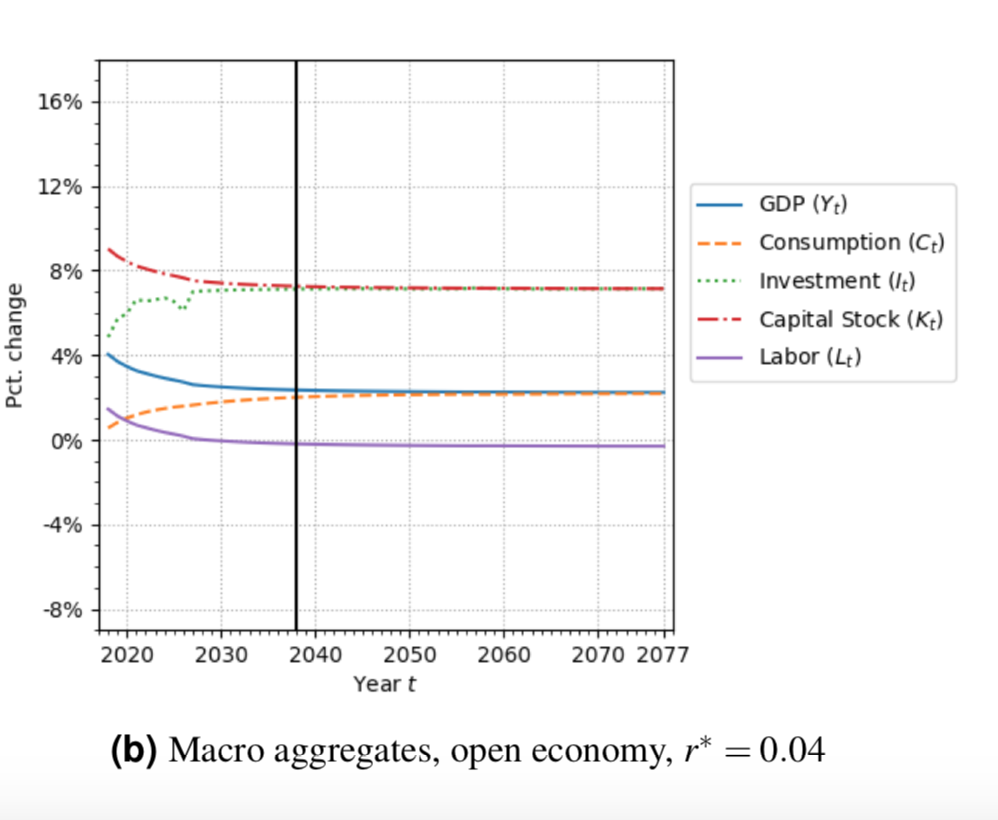 16%
12%
8%
4%
0%
-4%
-8%
Pct. change
2020 2030 2040 2050 2060 2070 2077
Year t
GDP (Yₜ)
Consumption (Cₜ)
Investment (Iₜ)
Capital Stock (Kₜ)
Labor (Lₜ)
(b) Macro aggregates, open economy, r* = 0.04